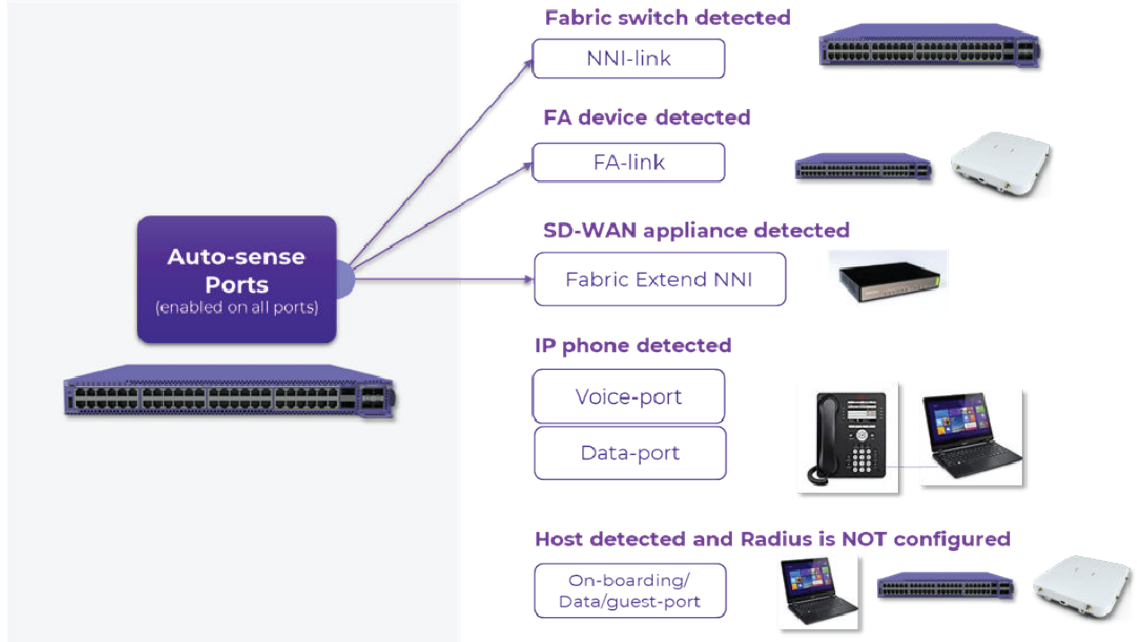 Fabric switch detected
NNI-link
FA device detected
FA-link
SD-WAN appliance detected
Auto-sense
Ports
(enabled on all ports)
Fabric Extend NNI
IP phone detected
Voice-port
Data-port
Host detected and Radius is NOT configured
On-boarding/
Data/guest-port